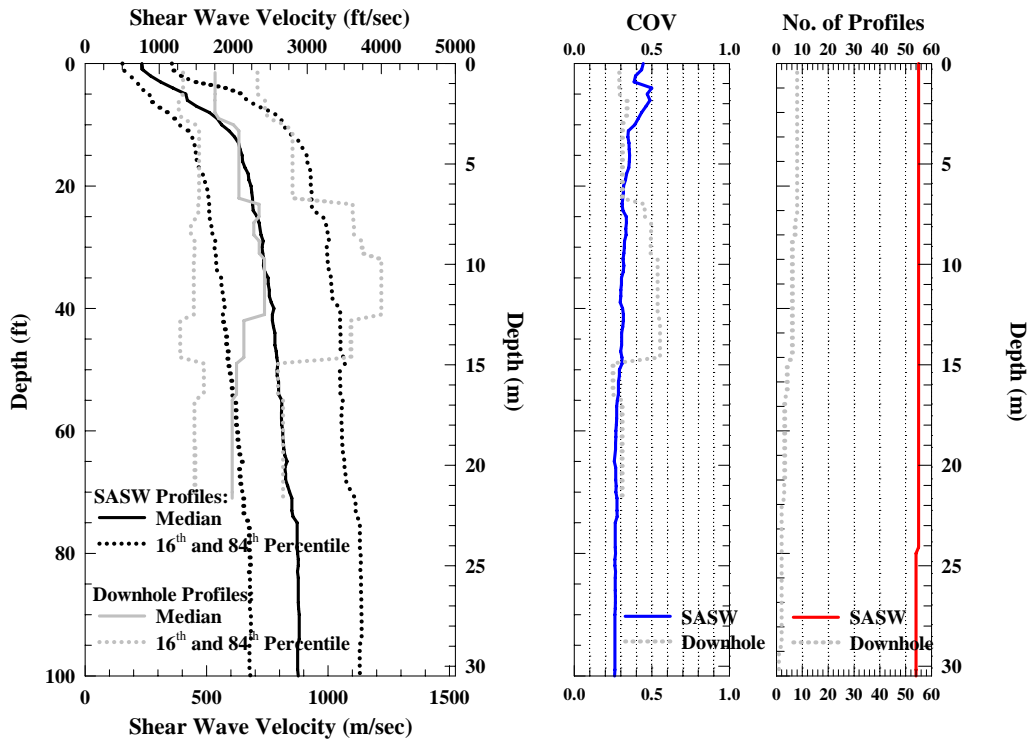 Shear Wave Velocity (ft/sec)
0 1000 2000 3000 4000 5000
COV
0.0 0.5 1.0
No. of Profiles
0 10 20 30 40 50 60
0
20
40
60
80
100
Depth (ft)
0
5
10
15
20
25
30
Depth (m)
0
5
10
15
20
25
30
Depth (m)
SASW Profiles:
Median
16th and 84th Percentile
Downhole Profiles
Median
16th and 84th Percentile
SASW
Downhole
SASW
Downhole
0 500 1000 1500
Shear Wave Velocity (m/sec)
0.0 0.5 1.0
0 10 20 30 40 50 60